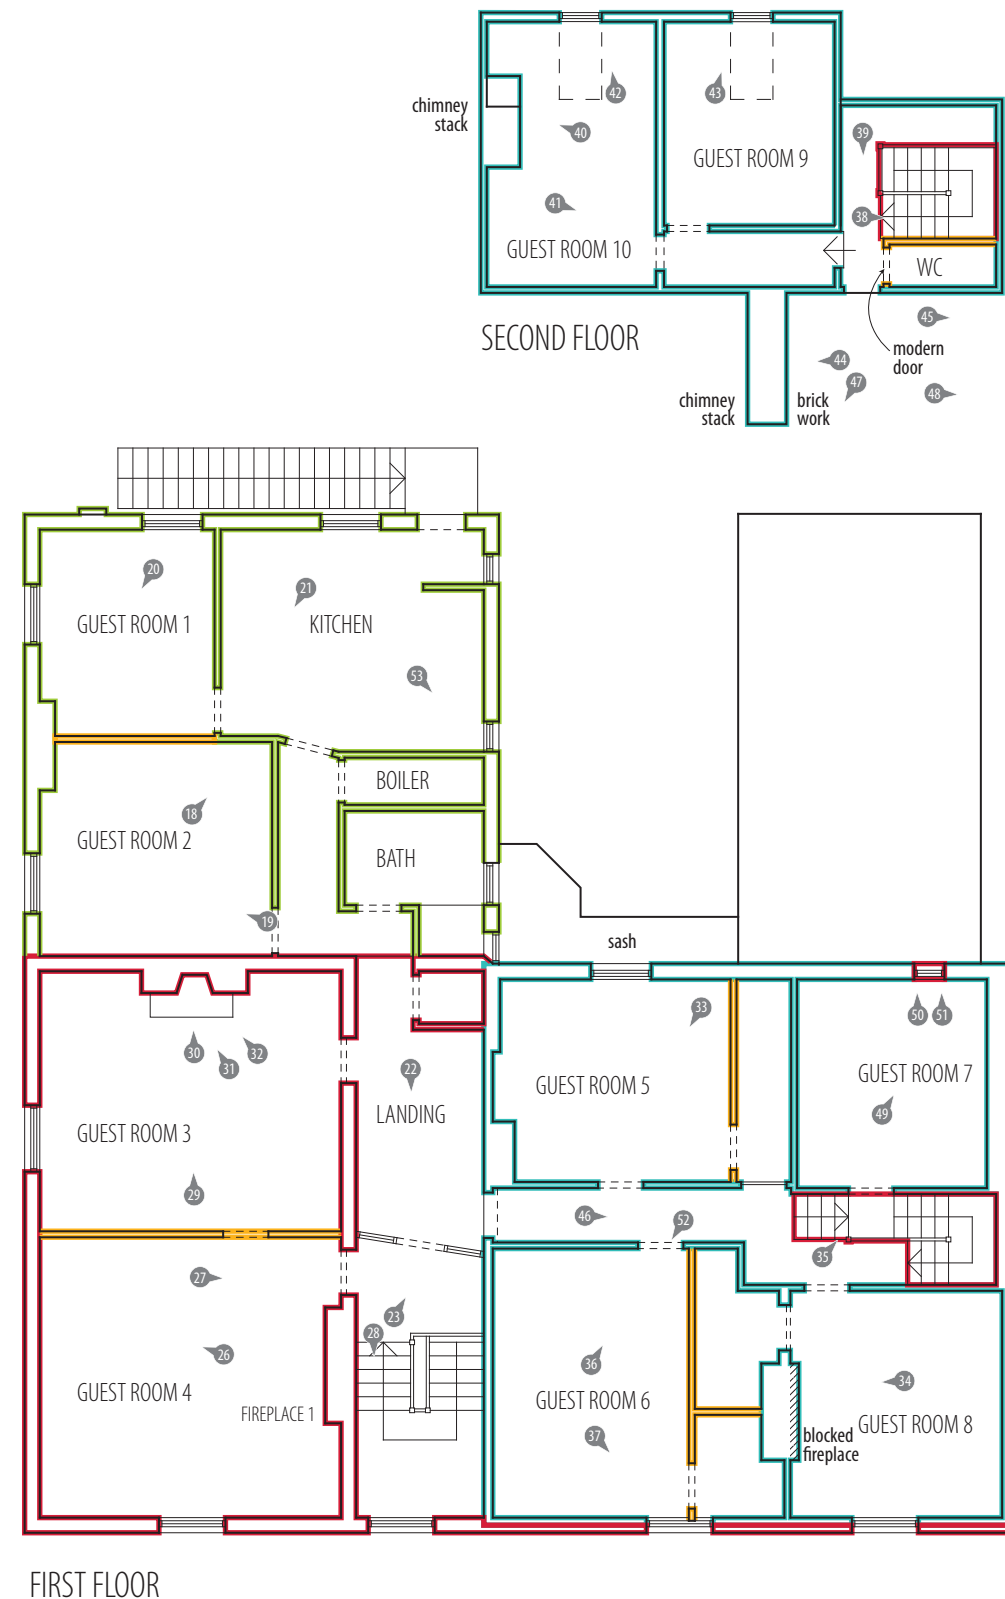 42
43
chimney
stack
40
39
GUEST ROOM 9
41
38
GUEST ROOM 10
WC
45
SECOND FLOOR
modern
door
44
47
48
chimney
stack
brick
work
20
21
GUEST ROOM 1
KITCHEN
53
BOILER
18
GUEST ROOM 2
BATH
19
sash
33
50
51
30
31
32
22
GUEST ROOM 5
GUEST ROOM 7
LANDING
49
GUEST ROOM 3
29
46
52
35
27
23
28
26
36
34
GUEST ROOM 4
FIREPLACE 1
GUEST ROOM 6
GUEST ROOM 8
37
blocked
fireplace
FIRST FLOOR